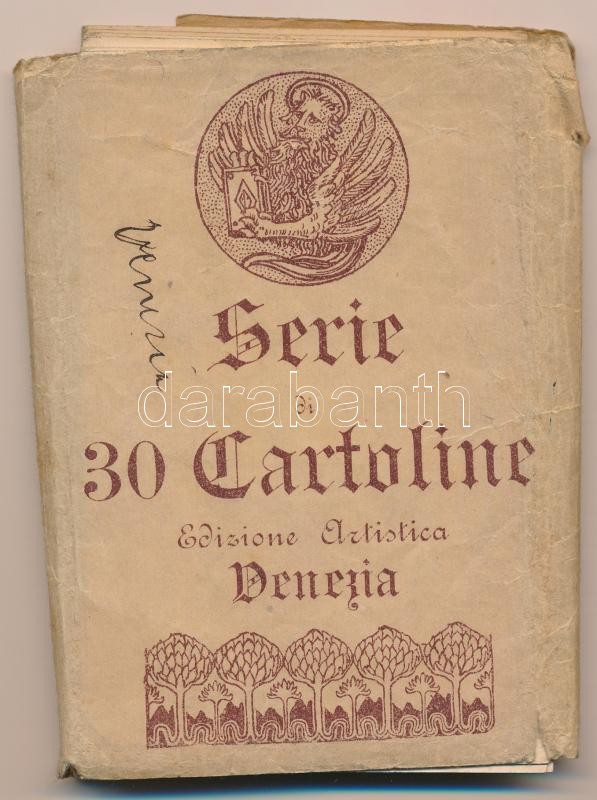 Serie
di
30 Cartoline
Edizione Artistica
Venezia
darabanth